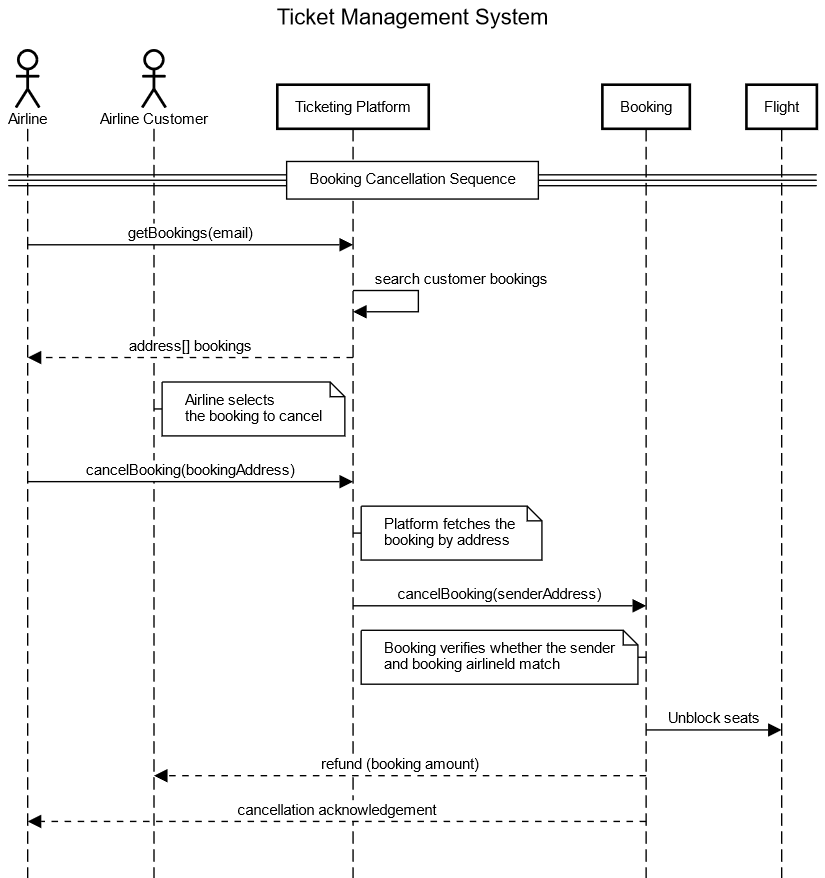 Ticket Management System
Airline
Airline Customer
Ticketing Platform
Booking
Flight
Booking Cancellation Sequence
getBookings(email)
search customer bookings
address[] bookings
Airline selects
the booking to cancel
cancelBooking(bookingAddress)
Platform fetches the
booking by address
cancelBooking(senderAddress)
Booking verifies whether the sender
and booking airlineId match
Unblock seats
refund (booking amount)
cancellation acknowledgement